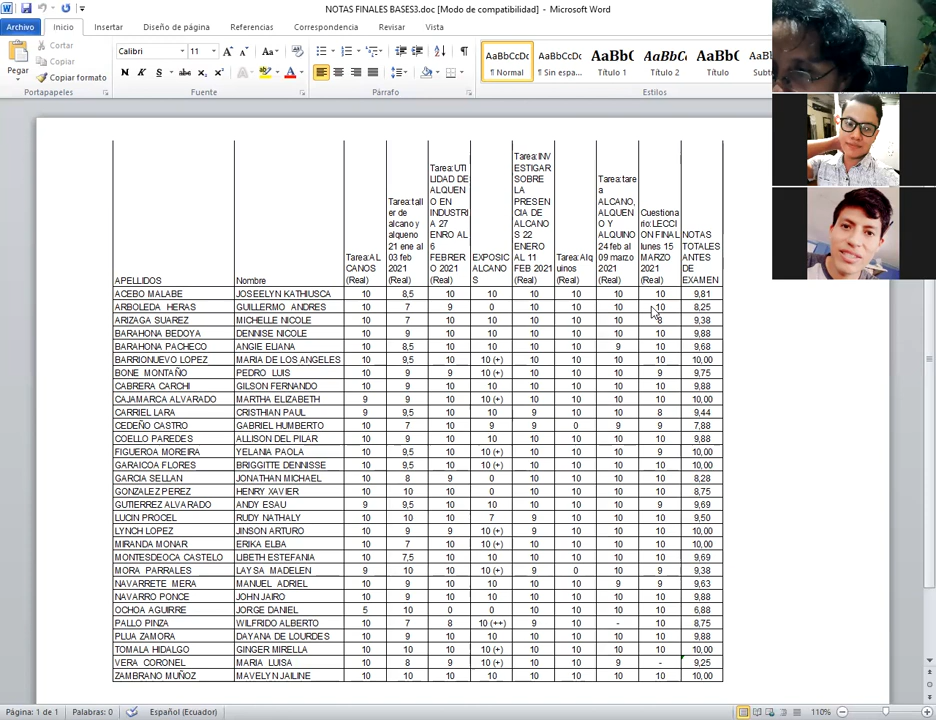 NOTAS FINALES BASES3.doc [Modo de compatibilidad] - Microsoft Word
Archivo Inicio Insertar Diseño de página Referencias Correspondencia Revisar Vista
Pegar
Cortar
Copiar
Copiar formato
Portapapeles
Calibri 11
Fuente
Párrafo
AaBbCcDc
¶ Normal
AaBbCcDc
¶ Sin espa...
AaBbC
Título 1
AaBbCc
Título 2
AaBbC
Título
Estilos
APELLIDOS
Nombre
Tarea:AL
CANOS
(Real)
Tarea:tall
er de
alcano y
alqueno
21 ene al
03 feb
2021
(Real)
Tarea:UTI
LIDAD DE
ALQUEN
O EN
INDUSTRI
A 27
ENRO AL
6
FEBRER
O 2021
(Real)
EXPOSIC
ALCANO
S
Tarea:INV
ESTIGAR
SOBRE
LA
PRESEN
CIA DE
ALCANO
S 22
ENERO
AL 11
FEB 2021
(Real)
Tarea:Alq
uinos
(Real)
Tarea:tare
a
ALCANO,
ALQUEN
O Y
ALQUINO
24 feb al
09 marzo
2021
(Real)
Cuestiona
rio:LECCI
ON FINAL
lunes 15
MARZO
2021
(Real)
NOTAS
TOTALES
ANTES
DE
EXAMEN
ACEBO MALABE JOSEELYN KATHIUSCA 10 8,5 10 10 10 10 10 10 9,81
ARBOLEDA HERAS GUILLERMO ANDRES 10 7 9 0 10 10 10 10 8,25
ARIZAGA SUAREZ MICHELLE NICOLE 10 7 10 10 10 10 10 8 9,38
BARAHONA BEDOYA DENNISE NICOLE 10 9 10 10 10 10 10 10 9,88
BARAHONA PACHECO ANGIE ELIANA 10 8,5 10 10 10 10 9 10 9,68
BARRIONUEVO LOPEZ MARIA DE LOS ANGELES 10 9,5 10 10 (+) 10 10 10 10 10,00
BONE MONTAÑO PEDRO LUIS 10 9 9 10 (+) 10 10 10 9 9,75
CABRERA CARCHI GILSON FERNANDO 10 9 10 10 10 10 10 10 9,88
CAJAMARCA ALVARADO MARTHA ELIZABETH 9 9 10 10 (+) 10 10 10 10 10,00
CARRIEL LARA CRISTHIAN PAUL 9 9,5 10 10 9 10 10 8 9,44
CEDEÑO CASTRO GABRIEL HUMBERTO 10 7 10 9 9 0 9 9 7,88
COELLO PAREDES ALLISON DEL PILAR 10 9 10 10 10 10 10 10 9,88
FIGUEROA MOREIRA YELANIA PAOLA 10 9,5 10 10 (+) 10 10 10 9 10,00
GARAICOA FLORES BRIGGITTE DENNISSE 10 9,5 10 10 (+) 10 10 10 10 10,00
GARCIA SELLAN JONATHAN MICHAEL 10 8 9 0 10 10 10 9 8,28
GONZALEZ PEREZ HENRY XAVIER 10 10 10 0 10 10 10 10 8,75
GUTIERREZ ALVARADO ANDY ESAU 9 9,5 10 10 10 10 10 9 9,69
LUCIN PROCEL RUDY NATHALY 10 10 10 7 9 10 10 10 9,50
LYNCH LOPEZ JINSON ARTURO 10 9 9 10 (+) 10 10 10 10 10,00
MIRANDA MONAR ERIKA ELBA 10 7 10 10 (+) 10 10 10 10 10,00
MONTESDEOCA CASTELO LIBETH ESTEFANIA 10 7,5 10 10 10 10 10 10 9,69
MORA PARRALES LAYSA MADELEN 9 10 10 10 (+) 9 0 10 9 9,38
NAVARRETE MERA MANUEL ADRIEL 10 9 10 10 10 10 9 9 9,63
NAVARRO PONCE JOHN JAIRO 10 9 10 10 10 10 10 10 9,88
OCHOA AGUIRRE JORGE DANIEL 5 10 0 0 10 10 10 10 6,88
PALLO PINZA WILFRIDO ALBERTO 10 7 8 10 (++) 9 10 - 10 8,75
PLUA ZAMORA DAYANA DE LOURDES 10 9 10 10 10 10 10 10 9,88
TOMALA HIDALGO GINGER MIRELLA 10 10 10 10 (+) 10 10 10 10 10,00
VERA CORONEL MARIA LUISA 10 8 9 10 (+) 10 10 9 - 9,25
ZAMBRANO MUÑOZ MAVELYN JAILINE 10 10 10 10 10 10 10 10 10,00
Página: 1 de 1 Palabras: 0 Español (Ecuador) 110%